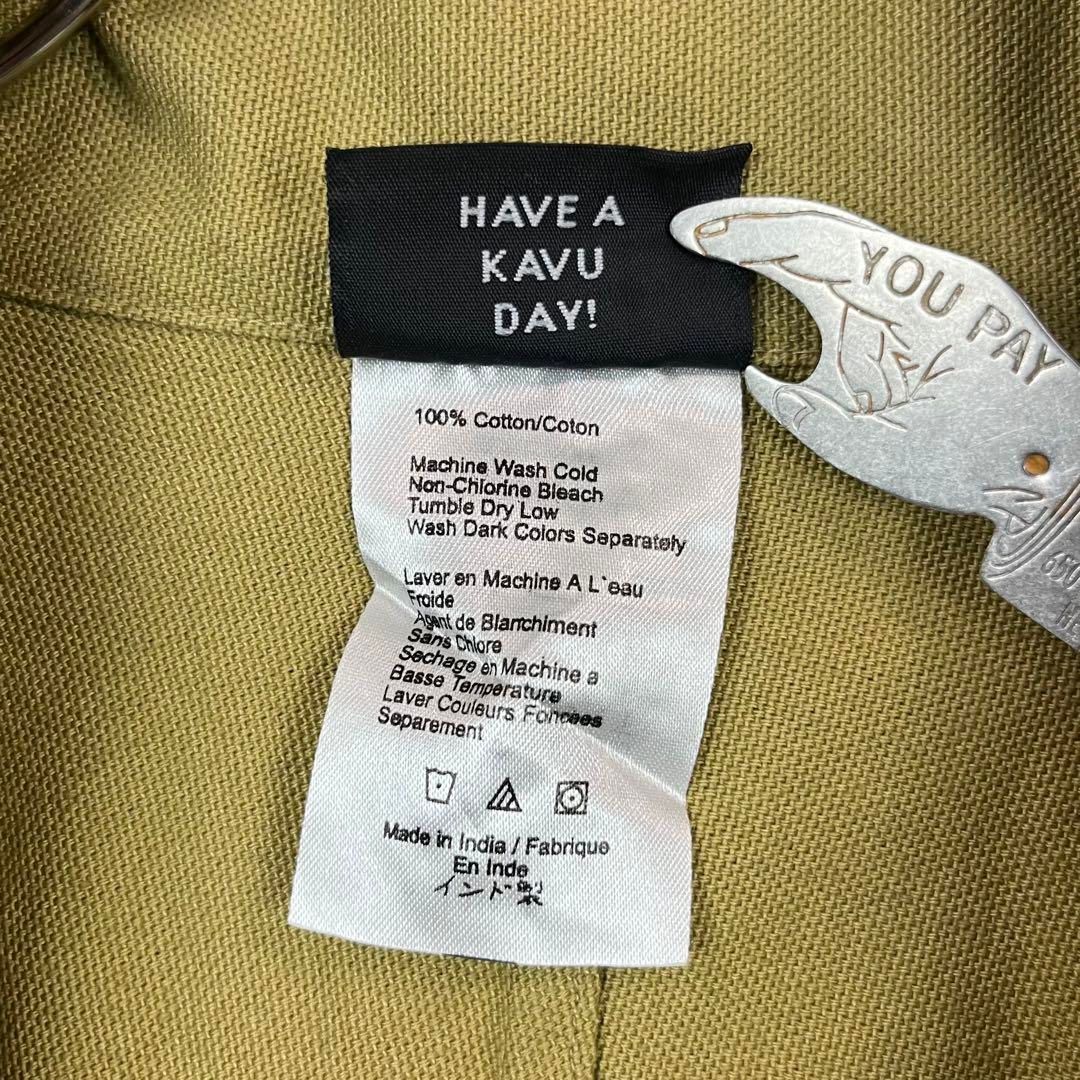 HAVE A
KAVU
DAY!
YOU PAY
100% Cotton/Coton
Machine Wash Cold
Non-Chlorine Bleach
Tumble Dry Low
Wash Dark Colors Separately
Laver en Machine A L`eau
Froide
Agent de Blanchiment
Sans Chlore
Sechage en Machine a
Basse Temperature
Laver Couleurs Foncees
Separement
Made in India / Fabrique
En Inde
インド製